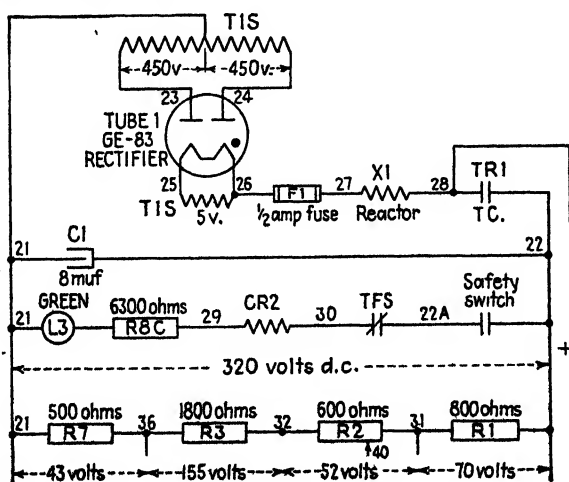 T1S
450v. 450v.
23 24
TUBE 1
GE-83
RECTIFIER
25 26
T1S 5v.
F1
½ amp fuse
27
X1
Reactor
28
TR1
T.C.
21
C1
8 muf
22
GREEN
21
L3
6300 ohms
R8C
29
CR2
30
TFS
22A
Safety
switch
+
320 volts d.c.
21
500 ohms
R7
36
1800 ohms
R3
32
600 ohms
R2
40
31
800 ohms
R1
43 volts 155 volts 52 volts 70 volts